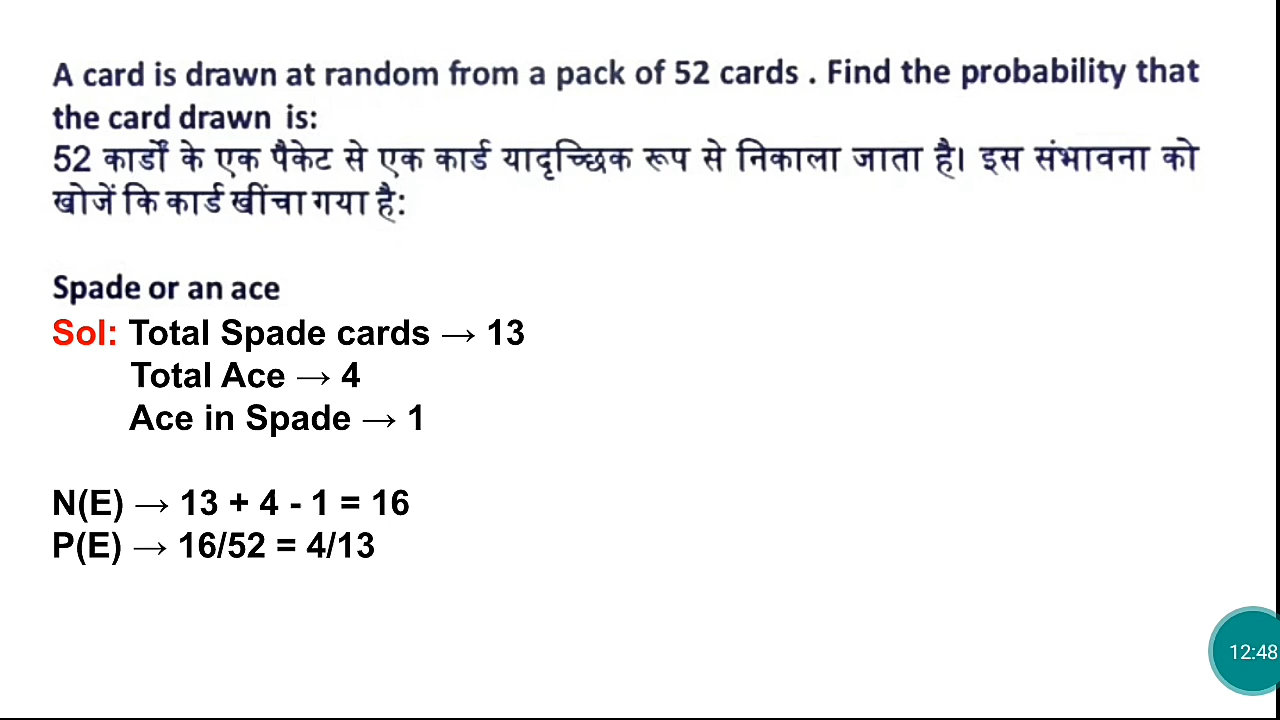 A card is drawn at random from a pack of 52 cards . Find the probability that
the card drawn is:
52 कार्डों के एक पैकेट से एक कार्ड यादृच्छिक रूप से निकाला जाता है। इस संभावना को
खोजें कि कार्ड खींचा गया है:
Spade or an ace
Sol: Total Spade cards → 13
Total Ace → 4
Ace in Spade → 1
N(E) → 13 + 4 - 1 = 16
P(E) → 16/52 = 4/13
12:48